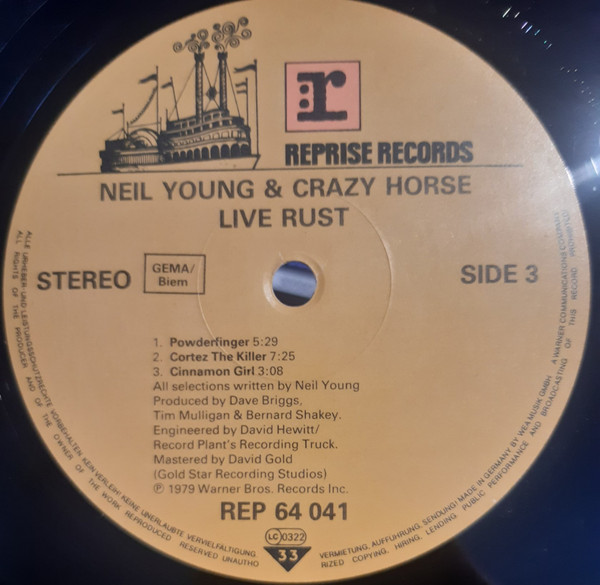 r
REPRISE RECORDS
NEIL YOUNG & CRAZY HORSE
LIVE RUST
STEREO
GEMA/
Biem
SIDE 3
1. Powderfinger 5:29
2. Cortez The Killer 7:25
3. Cinnamon Girl 3:08
All selections written by Neil Young
Produced by Dave Briggs,
Tim Mulligan & Bernard Shakey.
Engineered by David Hewitt/
Record Plant's Recording Truck.
Mastered by David Gold
(Gold Star Recording Studios)
℗ 1979 Warner Bros. Records Inc.
REP 64 041
LC 0322
33
ALLE URHEBER- UND LEISTUNGSSCHUTZRECHTE VORBEHALTEN. KEIN VERLEIH! KEINE UNERLAUBTE VERVIELFÄLTIGUNG, VERMIETUNG, AUFFÜHRUNG, SENDUNG! MADE IN GERMANY BY WEA MUSIK GMBH A WARNER COMMUNICATIONS COMPANY
ALL RIGHTS OF THE PRODUCER AND OF THE OWNER OF THE WORK REPRODUCED RESERVED UNAUTHORIZED COPYING, HIRING, LENDING, PUBLIC PERFORMANCE AND BROADCASTING OF THIS RECORD PROHIBITED